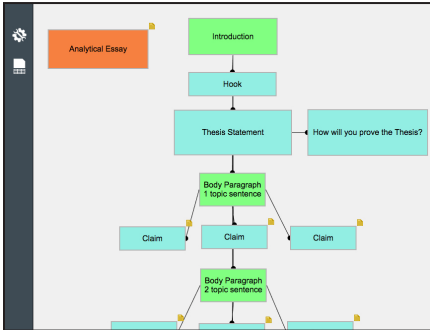 Analytical Essay
Introduction
Hook
Thesis Statement
How will you prove the Thesis?
Body Paragraph
1 topic sentence
Claim
Claim
Claim
Body Paragraph
2 topic sentence